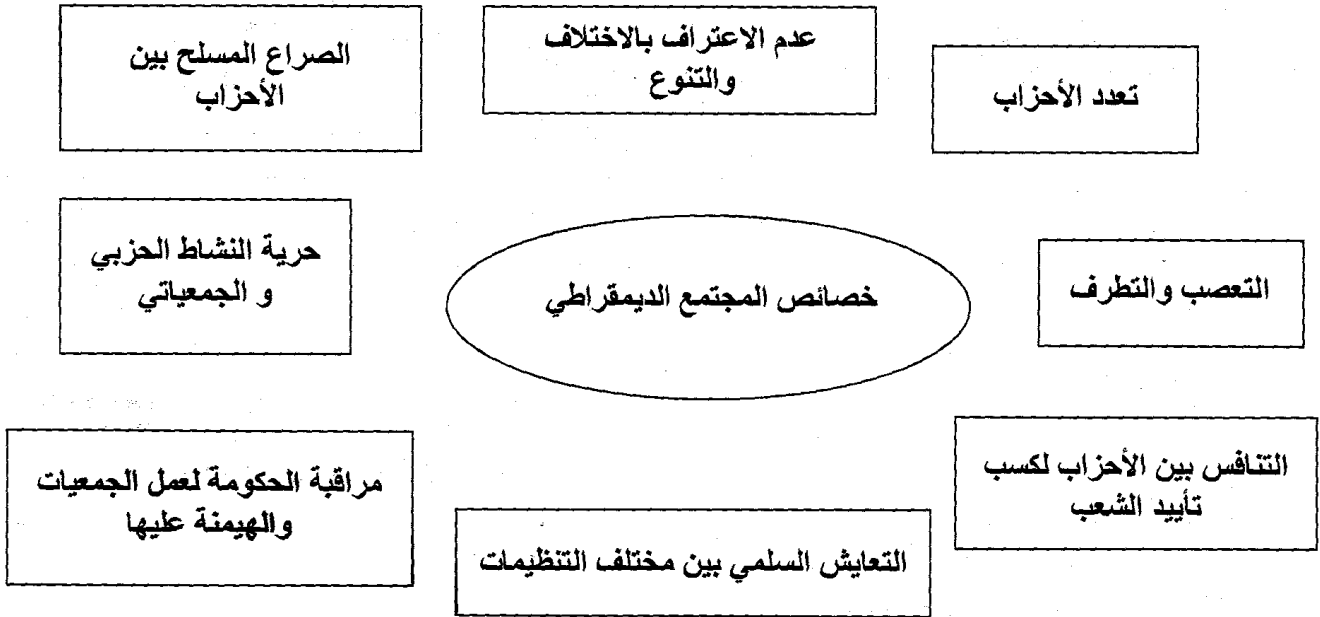 تعدد الأحزاب
عدم الاعتراف بالاختلاف
والتنوع
الصراع المسلح بين
الأحزاب
التعصب والتطرف
خصائص المجتمع الديمقراطي
حرية النشاط الحزبي
و الجمعياتي
التنافس بين الأحزاب لكسب
تأييد الشعب
التعايش السلمي بين مختلف التنظيمات
مراقبة الحكومة لعمل الجمعيات
والهيمنة عليها